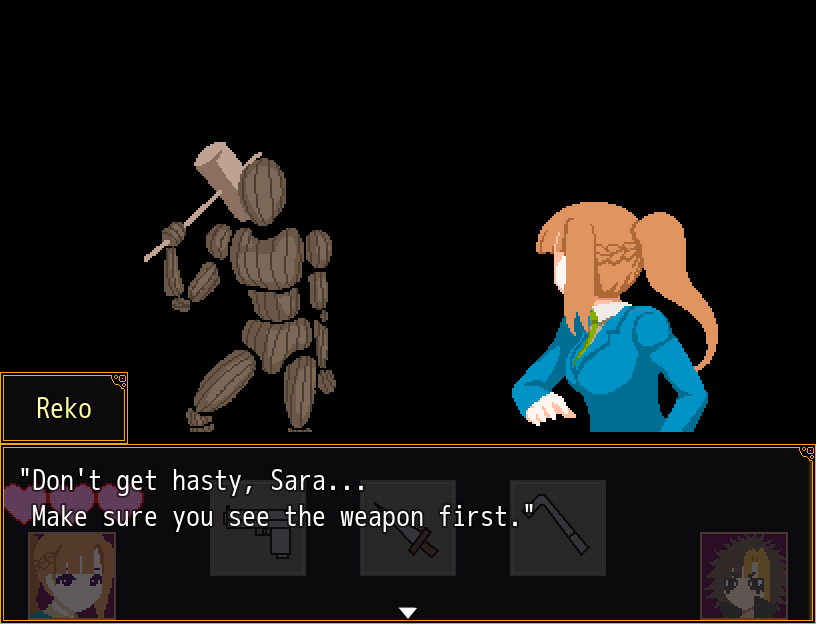 Reko
"Don't get hasty, Sara...
Make sure you see the weapon first."